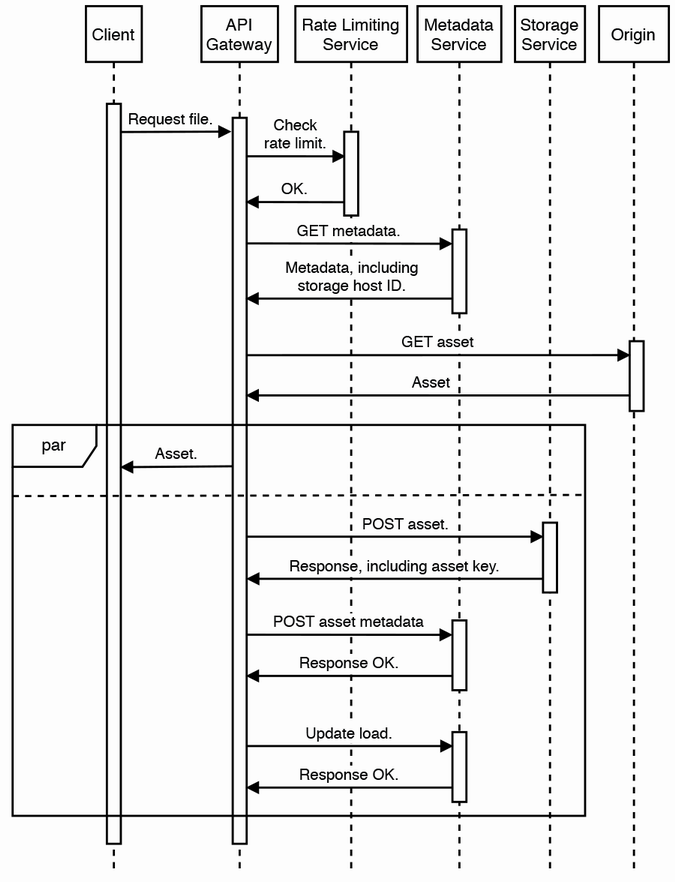 Client
API
Gateway
Rate Limiting
Service
Metadata
Service
Storage
Service
Origin
Request file.
Check
rate limit.
OK.
GET metadata.
Metadata, including
storage host ID.
GET asset
Asset
par
Asset.
POST asset.
Response, including asset key.
POST asset metadata
Response OK.
Update load.
Response OK.